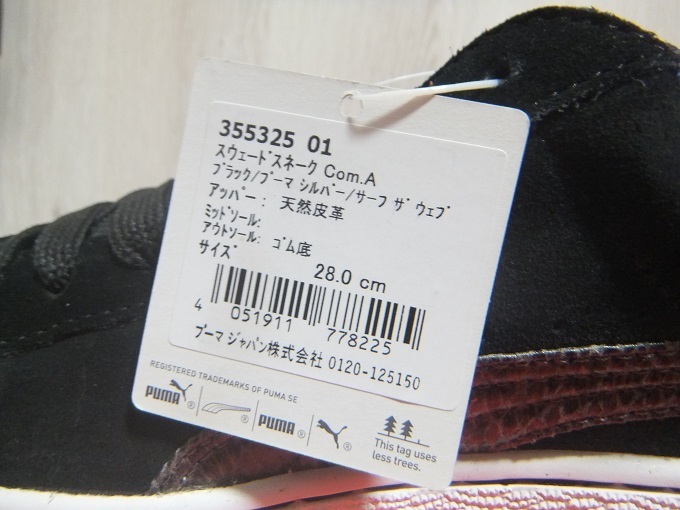 355325 01
スウェードスネーク Com.A
ブラック/プーマ シルバー/サーフ ザ ウェブ
アッパー: 天然皮革
ミッドソール:
アウトソール: ゴム底
サイズ
28.0 cm
4 051911 778225
プーマ ジャパン株式会社 0120-125150
REGISTERED TRADEMARKS OF PUMA SE
PUMA ® ® PUMA ® ®
This tag uses
less trees.